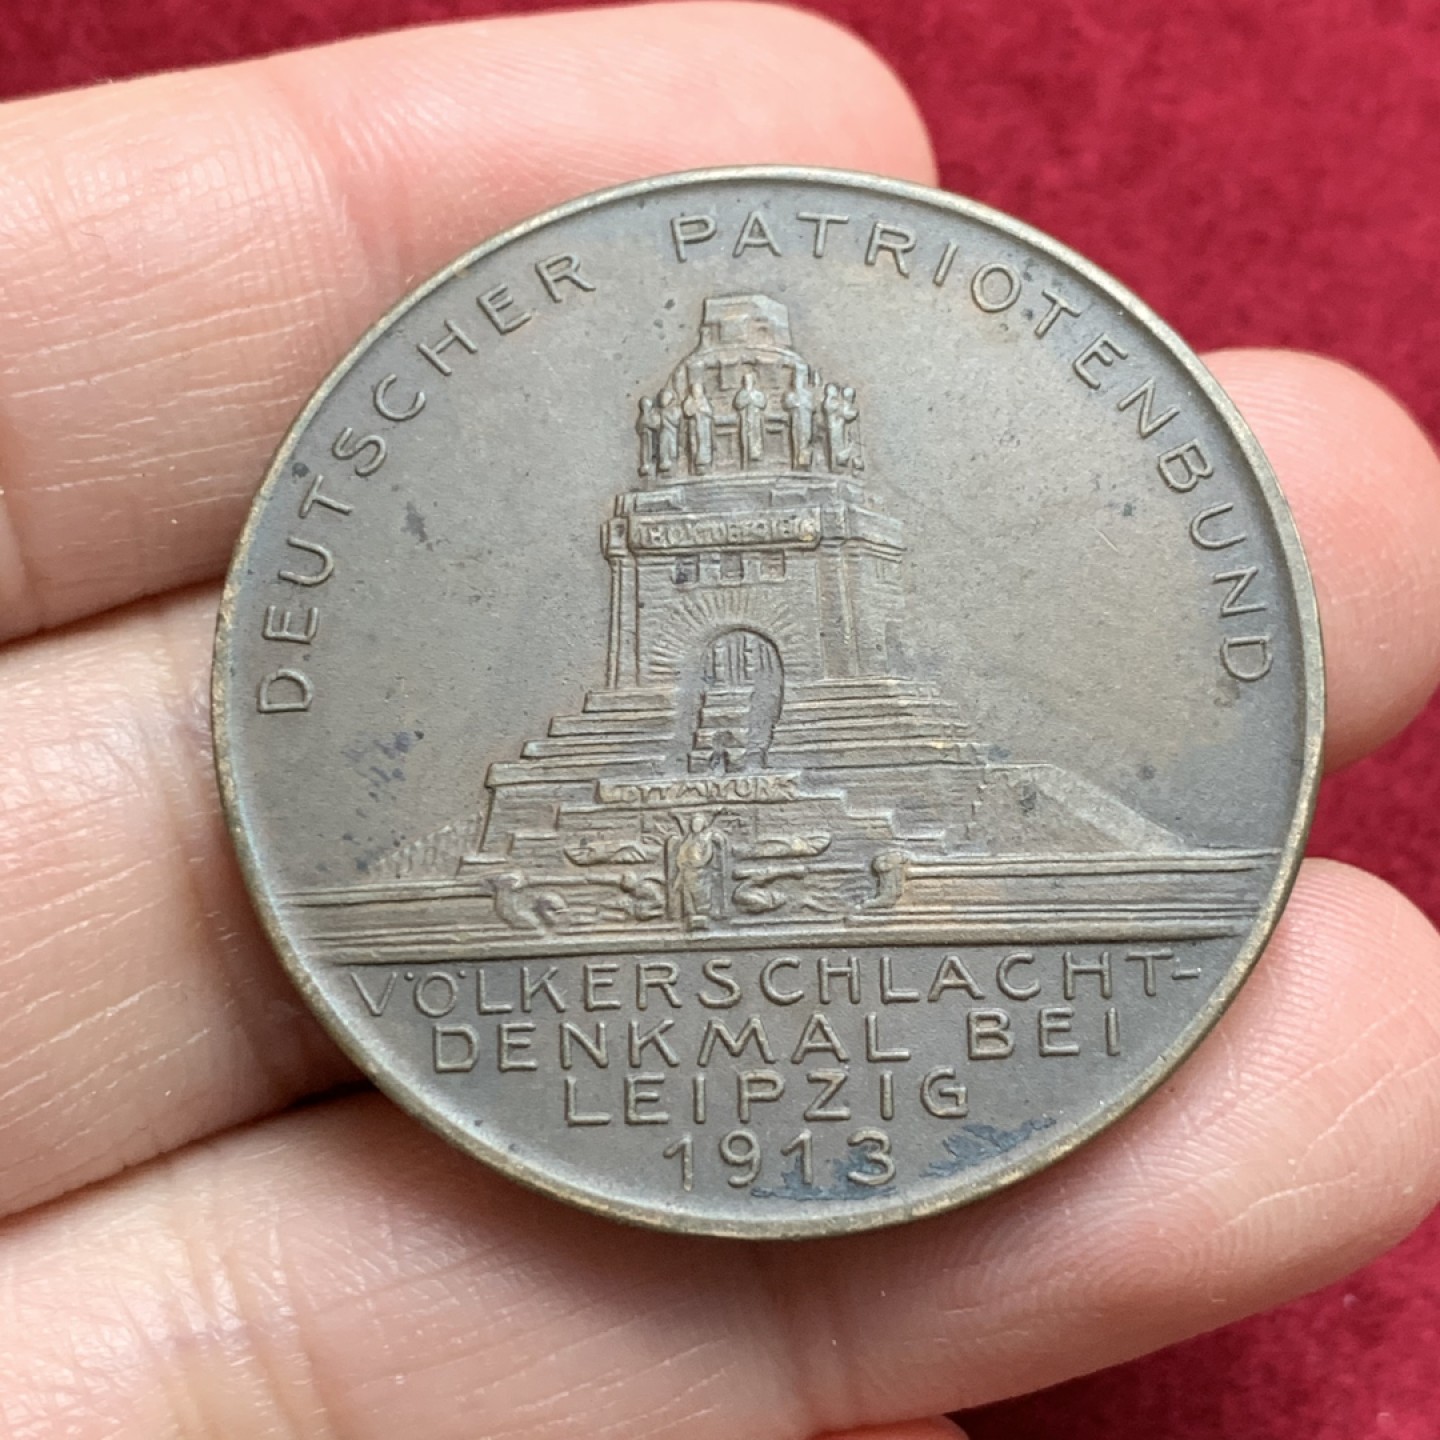 DEUTSCHER PATRIOTENBUND
VÖLKERSCHLACHT-
DENKMAL BEI
LEIPZIG
1913